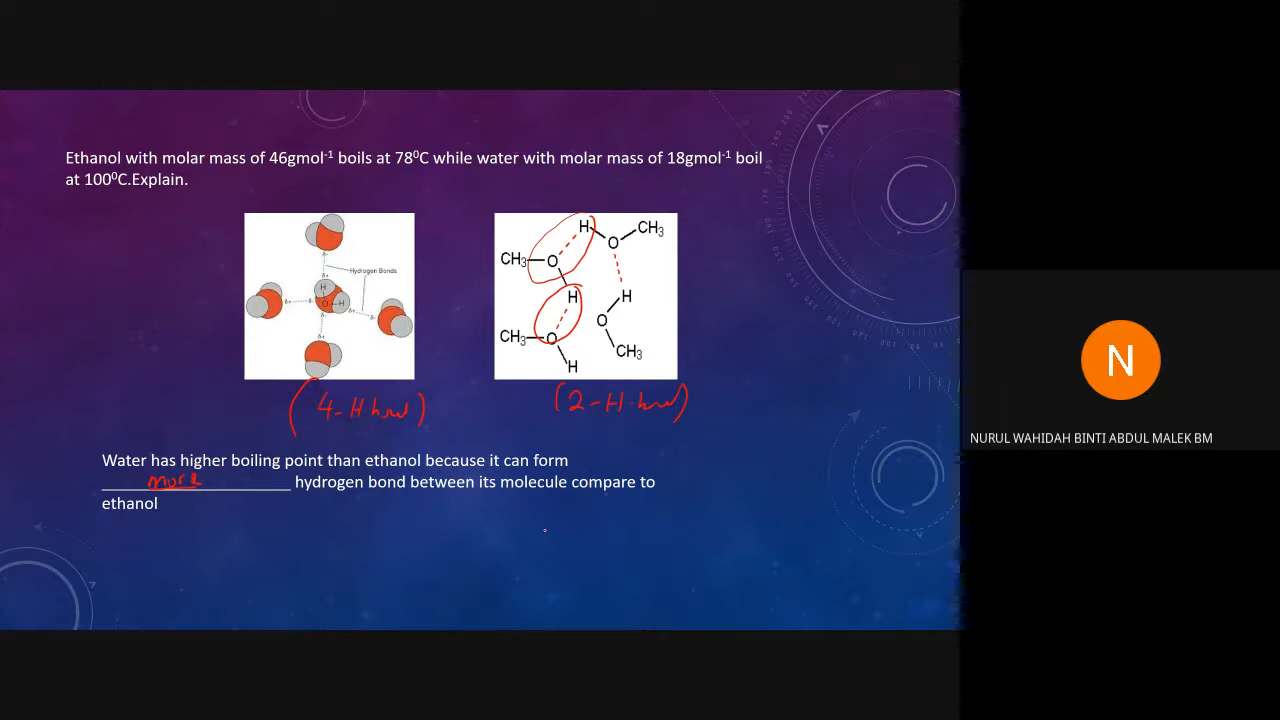 Ethanol with molar mass of 46gmol⁻¹ boils at 78⁰C while water with molar mass of 18gmol⁻¹ boil
at 100⁰C.Explain.
δ-
Hydrogen Bonds
δ+
H
δ+ δ- O H δ+ δ-
δ-
δ+
H CH₃
O
CH₃ O
H H
O
CH₃ O
CH₃
H
(4-H bond) (2-H-bond)
Water has higher boiling point than ethanol because it can form
more hydrogen bond between its molecule compare to
ethanol
N
NURUL WAHIDAH BINTI ABDUL MALEK BM